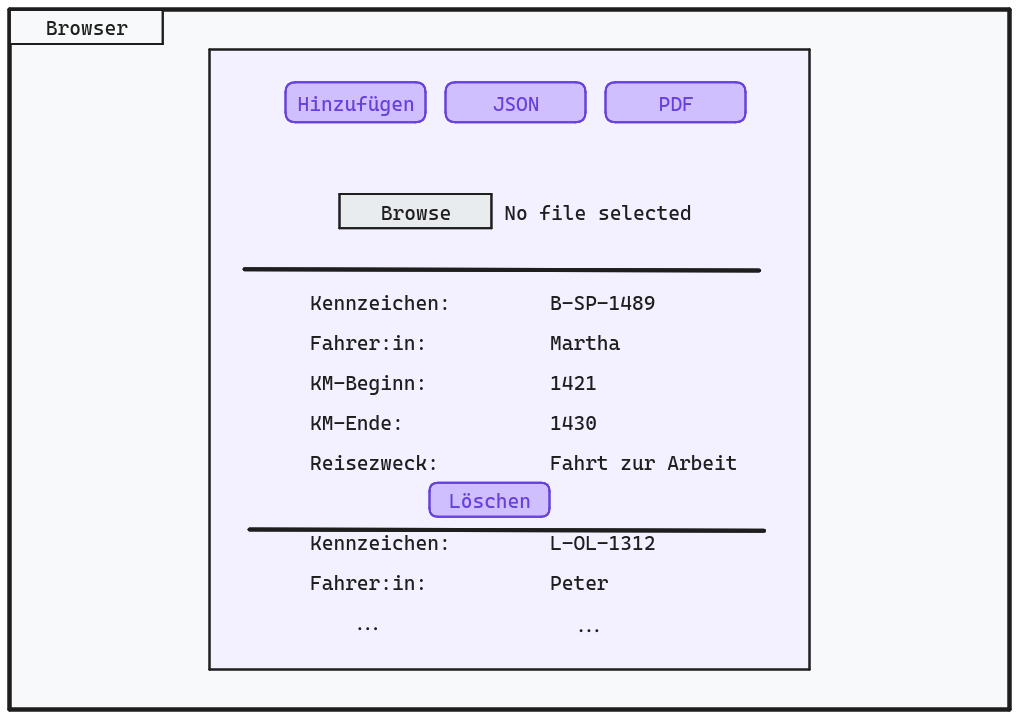 Browser
Hinzufügen JSON PDF
Browse No file selected
Kennzeichen: B-SP-1489
Fahrer:in: Martha
KM-Beginn: 1421
KM-Ende: 1430
Reisezweck: Fahrt zur Arbeit
Löschen
Kennzeichen: L-OL-1312
Fahrer:in: Peter
... ...